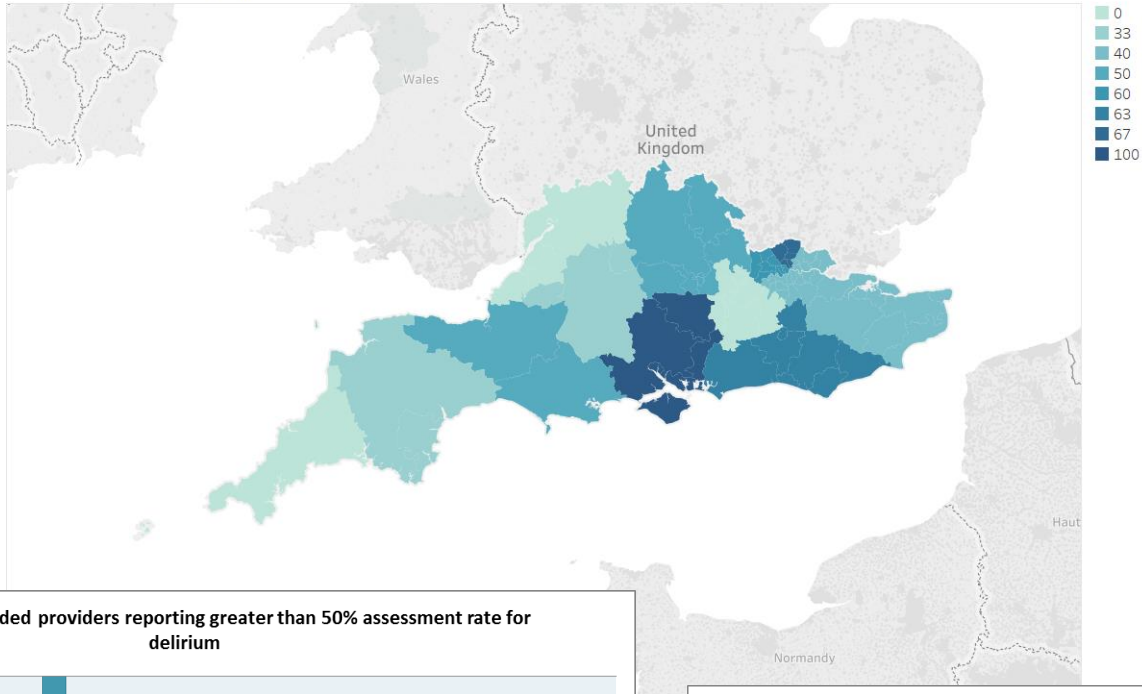 0
33
40
50
60
63
67
100
Wales
United
Kingdom
Haut
Normandy
ded providers reporting greater than 50% assessment rate for
delirium